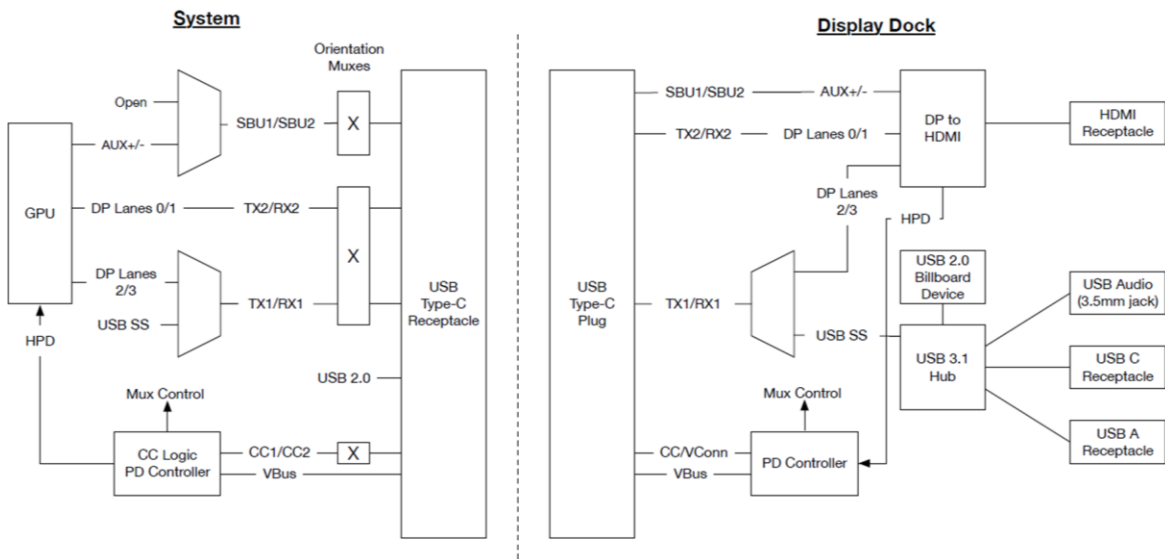 System
Display Dock
Orientation
Muxes
Open
AUX+/-
SBU1/SBU2
X
GPU
DP Lanes 0/1
TX2/RX2
X
DP Lanes
2/3
USB SS
TX1/RX1
HPD
USB
Type-C
Receptacle
USB 2.0
Mux Control
CC Logic
PD Controller
CC1/CC2
X
VBus
USB
Type-C
Plug
SBU1/SBU2
AUX+/-
TX2/RX2
DP Lanes 0/1
DP to
HDMI
HDMI
Receptacle
DP Lanes
2/3
HPD
TX1/RX1
USB SS
USB 2.0
Billboard
Device
USB 3.1
Hub
USB Audio
(3.5mm jack)
USB C
Receptacle
USB A
Receptacle
Mux Control
CC/VConn
VBus
PD Controller